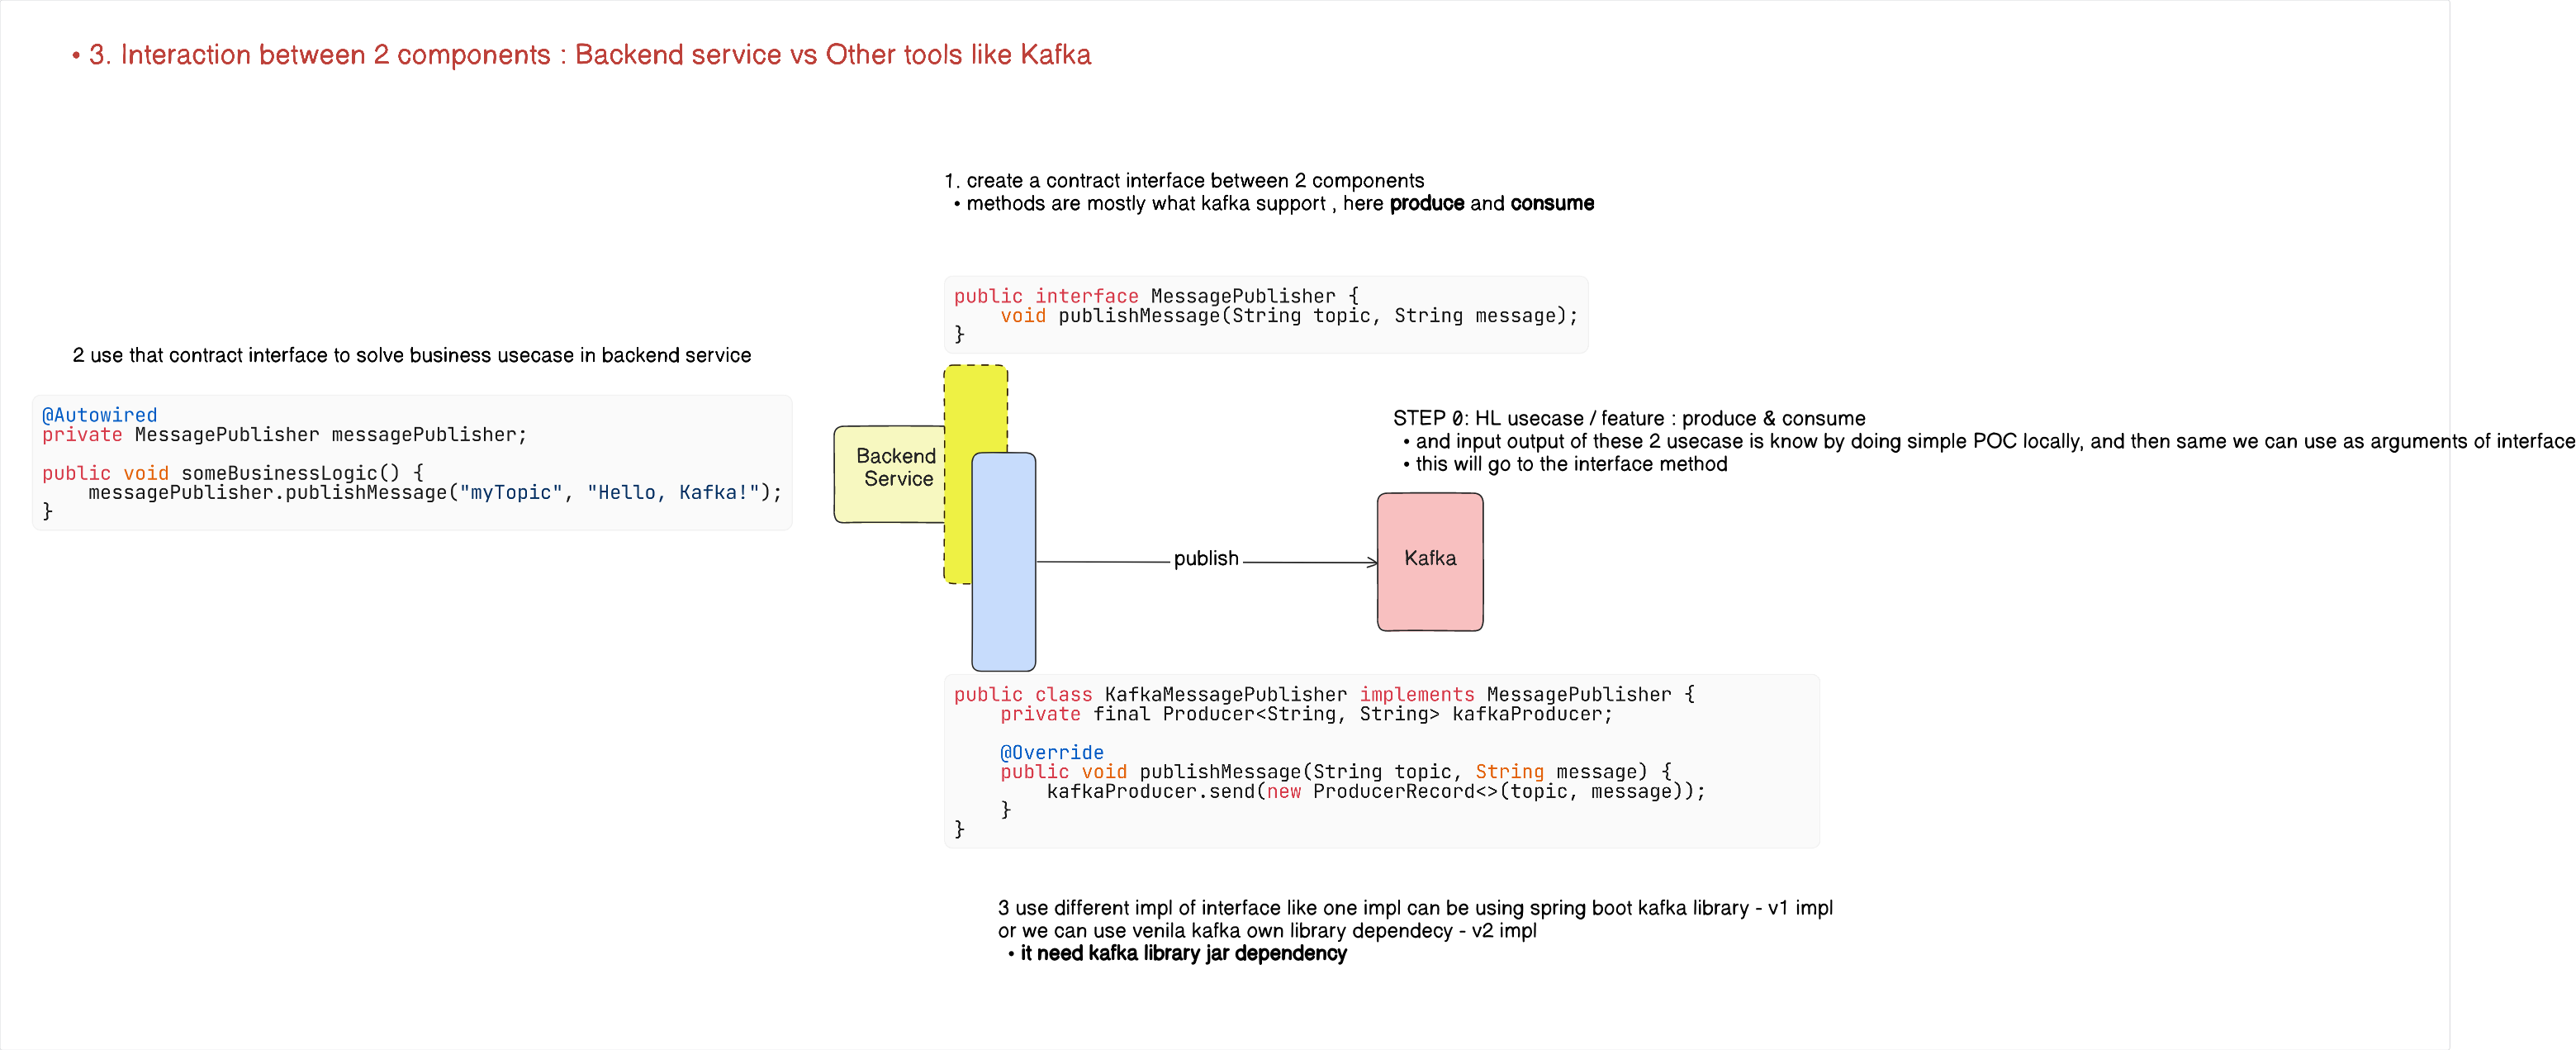 • 3. Interaction between 2 components : Backend service vs Other tools like Kafka
1. create a contract interface between 2 components
• methods are mostly what kafka support , here produce and consume
public interface MessagePublisher {
    void publishMessage(String topic, String message);
}
2 use that contract interface to solve business usecase in backend service
@Autowired
private MessagePublisher messagePublisher;

public void someBusinessLogic() {
    messagePublisher.publishMessage("myTopic", "Hello, Kafka!");
}
Backend
Service
STEP 0: HL usecase / feature : produce & consume
• and input output of these 2 usecase is know by doing simple POC locally, and then same we can use as arguments of interface
• this will go to the interface method
publish
Kafka
public class KafkaMessagePublisher implements MessagePublisher {
    private final Producer<String, String> kafkaProducer;

    @Override
    public void publishMessage(String topic, String message) {
        kafkaProducer.send(new ProducerRecord<>(topic, message));
    }
}
3 use different impl of interface like one impl can be using spring boot kafka library - v1 impl
or we can use venila kafka own library dependecy - v2 impl
• it need kafka library jar dependency